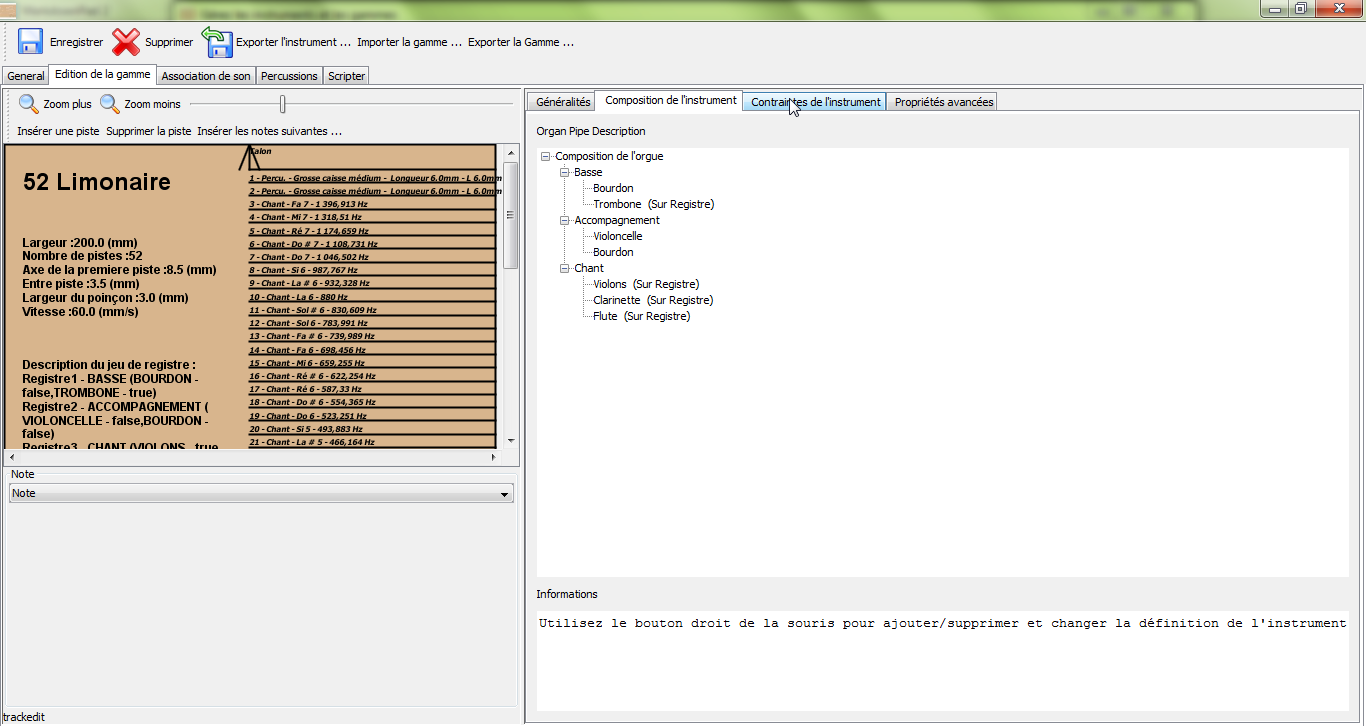 Enregistrer Supprimer Exporter l'instrument ... Importer la gamme ... Exporter la Gamme ...
General Edition de la gamme Association de son Percussions Scripter
Zoom plus Zoom moins
Insérer une piste Supprimer la piste Insérer les notes suivantes ...
52 Limonaire
Largeur :200.0 (mm)
Nombre de pistes :52
Axe de la premiere piste :8.5 (mm)
Entre piste :3.5 (mm)
Largeur du poinçon :3.0 (mm)
Vitesse :60.0 (mm/s)
Description du jeu de registre :
Registre1 - BASSE (BOURDON -
false,TROMBONE - true)
Registre2 - ACCOMPAGNEMENT (
VIOLONCELLE - false,BOURDON -
false)
Registre3 - CHANT (VIOLONS - true
Talon
1 - Percu. - Grosse caisse médium - Longueur 6.0mm - L 6.0mm
2 - Percu. - Grosse caisse médium - Longueur 6.0mm - L 6.0mm
3 - Chant - Fa 7 - 1 396,913 Hz
4 - Chant - Mi 7 - 1 318,51 Hz
5 - Chant - Ré 7 - 1 174,659 Hz
6 - Chant - Do # 7 - 1 108,731 Hz
7 - Chant - Do 7 - 1 046,502 Hz
8 - Chant - Si 6 - 987,767 Hz
9 - Chant - La # 6 - 932,328 Hz
10 - Chant - La 6 - 880 Hz
11 - Chant - Sol # 6 - 830,609 Hz
12 - Chant - Sol 6 - 783,991 Hz
13 - Chant - Fa # 6 - 739,989 Hz
14 - Chant - Fa 6 - 698,456 Hz
15 - Chant - Mi 6 - 659,255 Hz
16 - Chant - Ré # 6 - 622,254 Hz
17 - Chant - Ré 6 - 587,33 Hz
18 - Chant - Do # 6 - 554,365 Hz
19 - Chant - Do 6 - 523,251 Hz
20 - Chant - Si 5 - 493,883 Hz
21 - Chant - La # 5 - 466,164 Hz
Note
Note
trackedit
Généralités Composition de l'instrument Contraintes de l'instrument Propriétés avancées
Organ Pipe Description
Composition de l'orgue
Basse
Bourdon
Trombone (Sur Registre)
Accompagnement
Violoncelle
Bourdon
Chant
Violons (Sur Registre)
Clarinette (Sur Registre)
Flute (Sur Registre)
Informations
Utilisez le bouton droit de la souris pour ajouter/supprimer et changer la définition de l'instrument